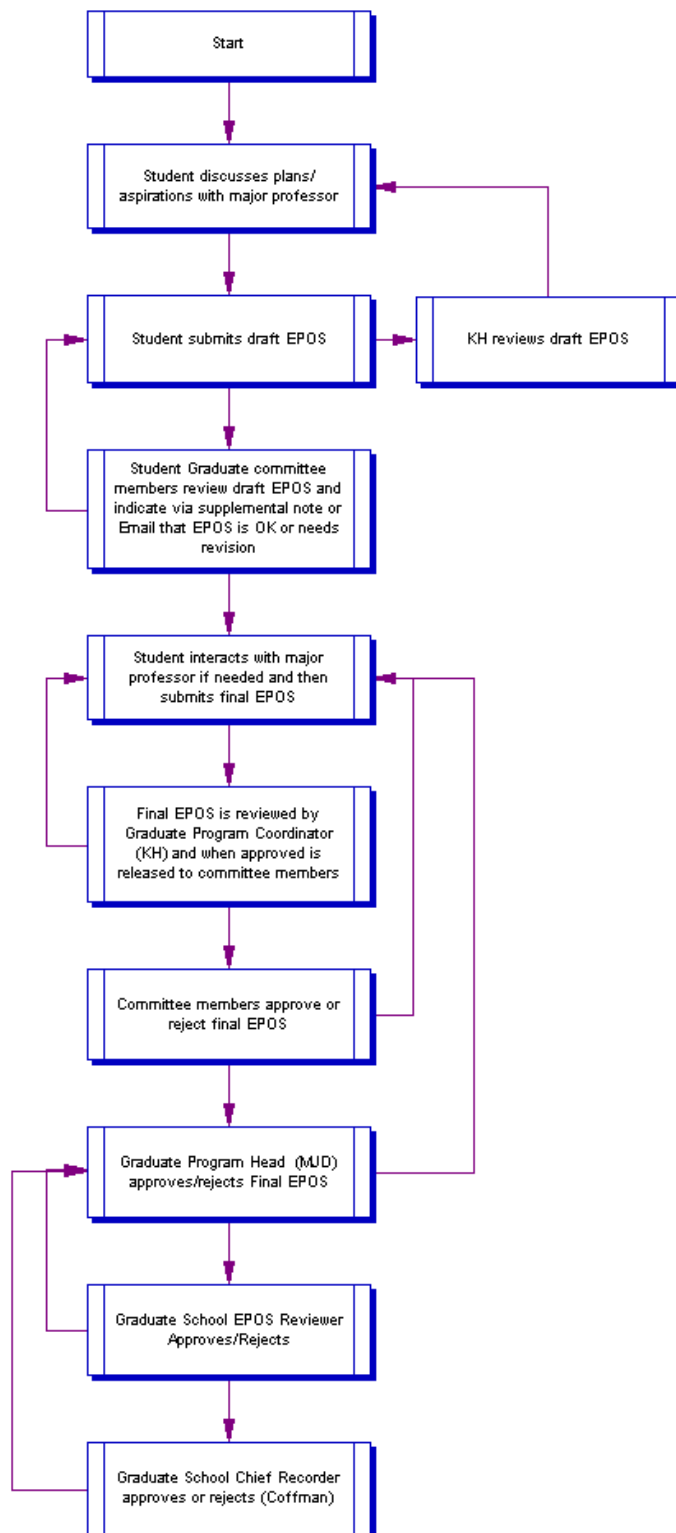 Start
Student discusses plans/
aspirations with major professor
Student submits draft EPOS
KH reviews draft EPOS
Student Graduate committee
members review draft EPOS and
indicate via supplemental note or
Email that EPOS is OK or needs
revision
Student interacts with major
professor if needed and then
submits final EPOS
Final EPOS is reviewed by
Graduate Program Coordinator
(KH) and when approved is
released to committee members
Committee members approve or
reject final EPOS
Graduate Program Head (MJD)
approves/rejects Final EPOS
Graduate School EPOS Reviewer
Approves/Rejects
Graduate School Chief Recorder
approves or rejects (Coffman)